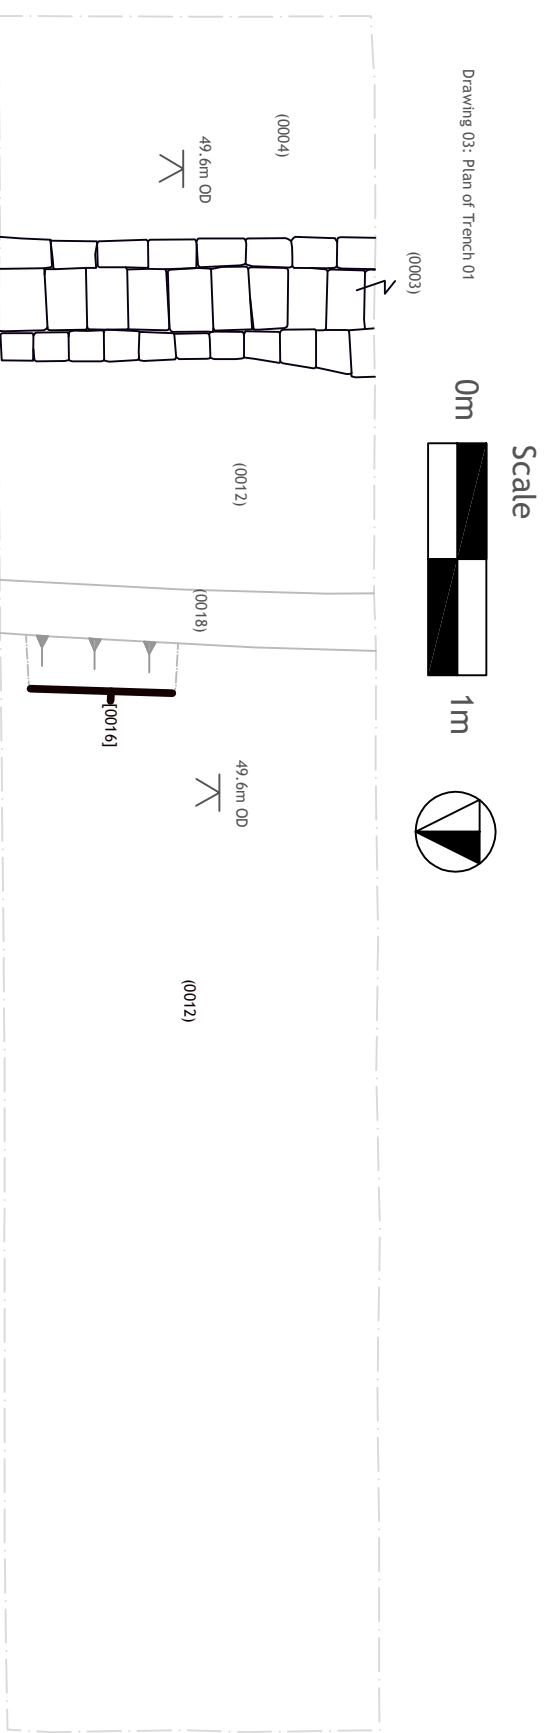 Drawing 03: Plan of Trench 01
Scale
0m
1m
(0003)
(0004)
49.6m OD
(0012)
(0018)
[0016]
49.6m OD
(0012)